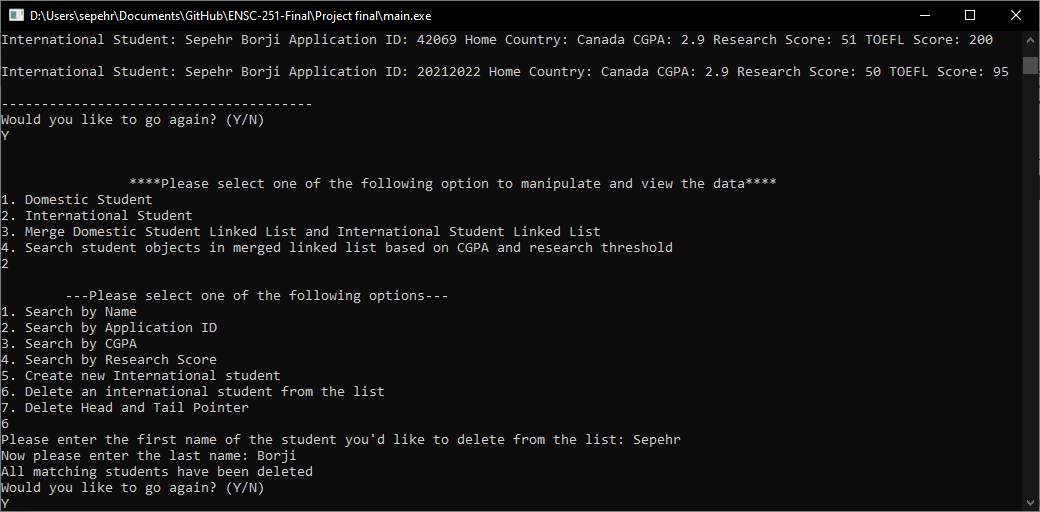 D:\Users\sepehr\Documents\GitHub\ENSC-251-Final\Project final\main.exe
International Student: Sepehr Borji Application ID: 42069 Home Country: Canada CGPA: 2.9 Research Score: 51 TOEFL Score: 200
International Student: Sepehr Borji Application ID: 20212022 Home Country: Canada CGPA: 2.9 Research Score: 50 TOEFL Score: 95
---------------------------------------
Would you like to go again? (Y/N)
Y
****Please select one of the following option to manipulate and view the data****
1. Domestic Student
2. International Student
3. Merge Domestic Student Linked List and International Student Linked List
4. Search student objects in merged linked list based on CGPA and research threshold
2
---Please select one of the following options---
1. Search by Name
2. Search by Application ID
3. Search by CGPA
4. Search by Research Score
5. Create new International student
6. Delete an international student from the list
7. Delete Head and Tail Pointer
6
Please enter the first name of the student you'd like to delete from the list: Sepehr
Now please enter the last name: Borji
All matching students have been deleted
Would you like to go again? (Y/N)
Y